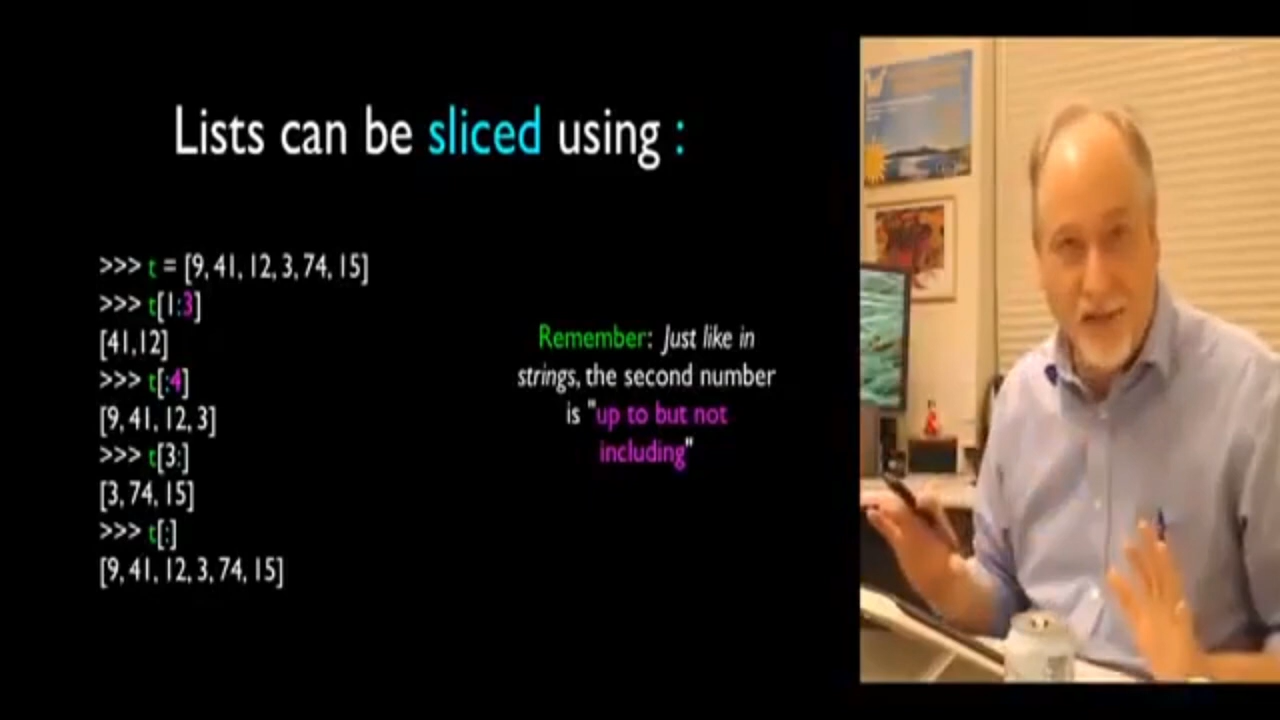 Lists can be sliced using :
>>> t = [9, 41, 12, 3, 74, 15]
>>> t[1:3]
[41,12]
>>> t[:4]
[9, 41, 12, 3]
>>> t[3:]
[3, 74, 15]
>>> t[:]
[9, 41, 12, 3, 74, 15]
Remember: Just like in
strings, the second number
is "up to but not
including"